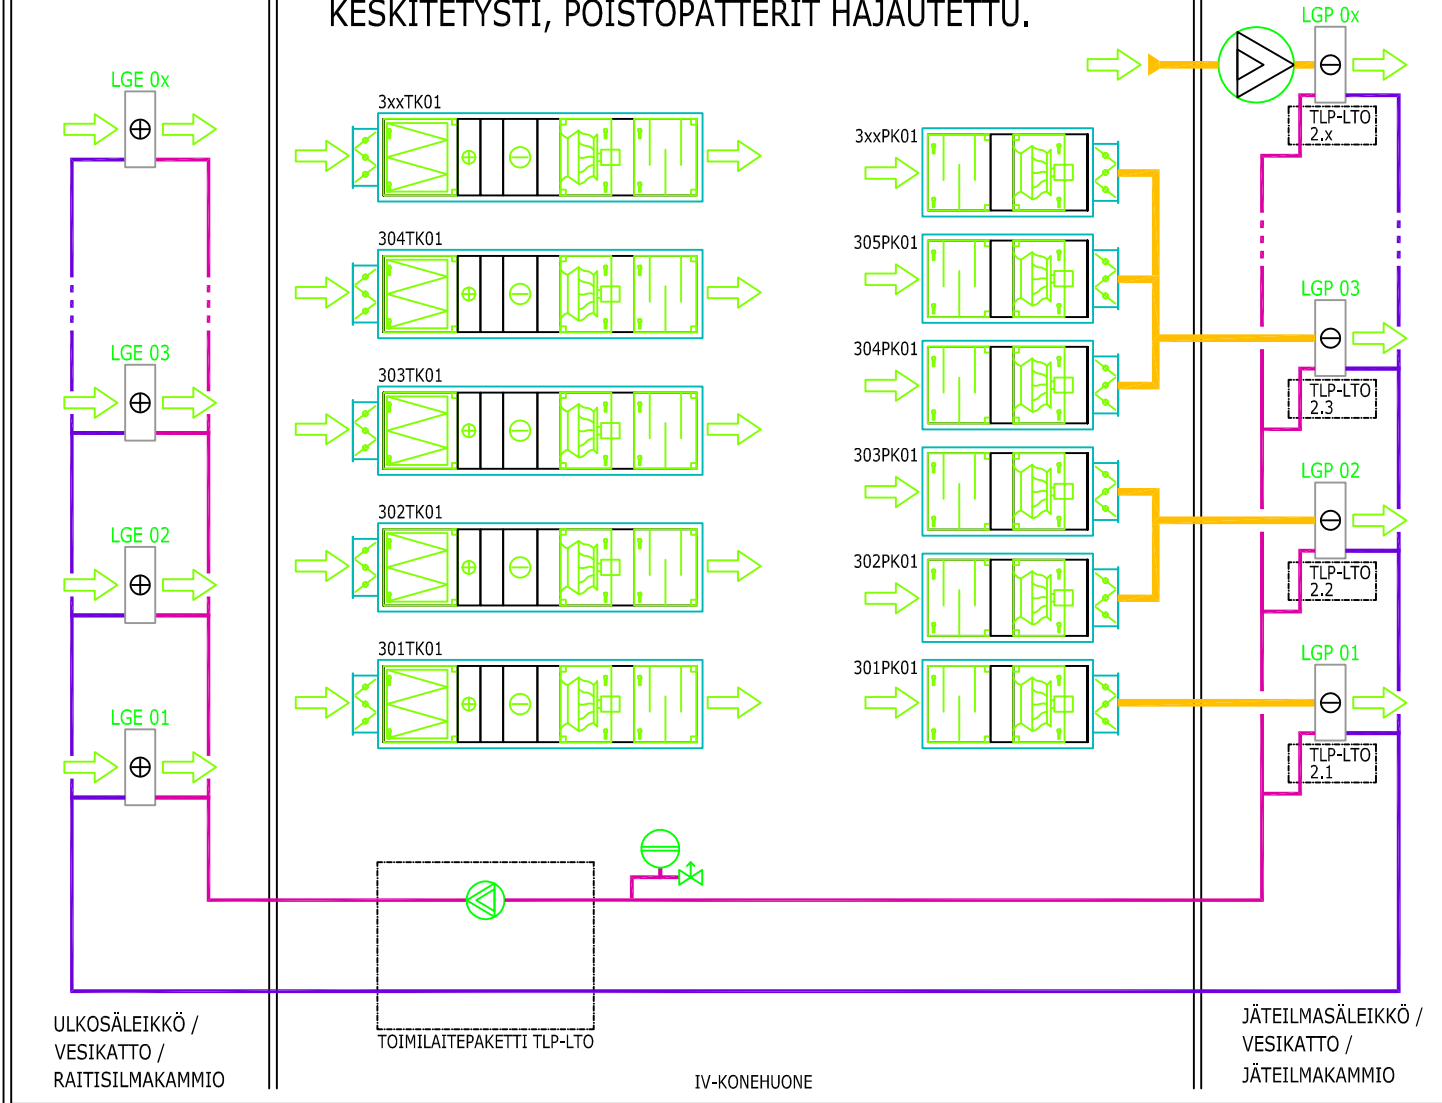 KESKITETYSTI, POISTOPATTERIT HAJAUTETTU.
LGP 0x
LGE 0x
3xxTK01
TLP-LTO
2.x
3xxPK01
304TK01
305PK01
LGP 03
LGE 03
304PK01
303TK01
TLP-LTO
2.3
303PK01
LGP 02
302TK01
LGE 02
302PK01
TLP-LTO
2.2
301TK01
LGP 01
301PK01
LGE 01
TLP-LTO
2.1
ULKOSÄLEIKKÖ /
VESIKATTO /
RAITISILMAKAMMIO
TOIMILAITEPAKETTI TLP-LTO
IV-KONEHUONE
JÄTEILMASÄLEIKKÖ /
VESIKATTO /
JÄTEILMAKAMMIO